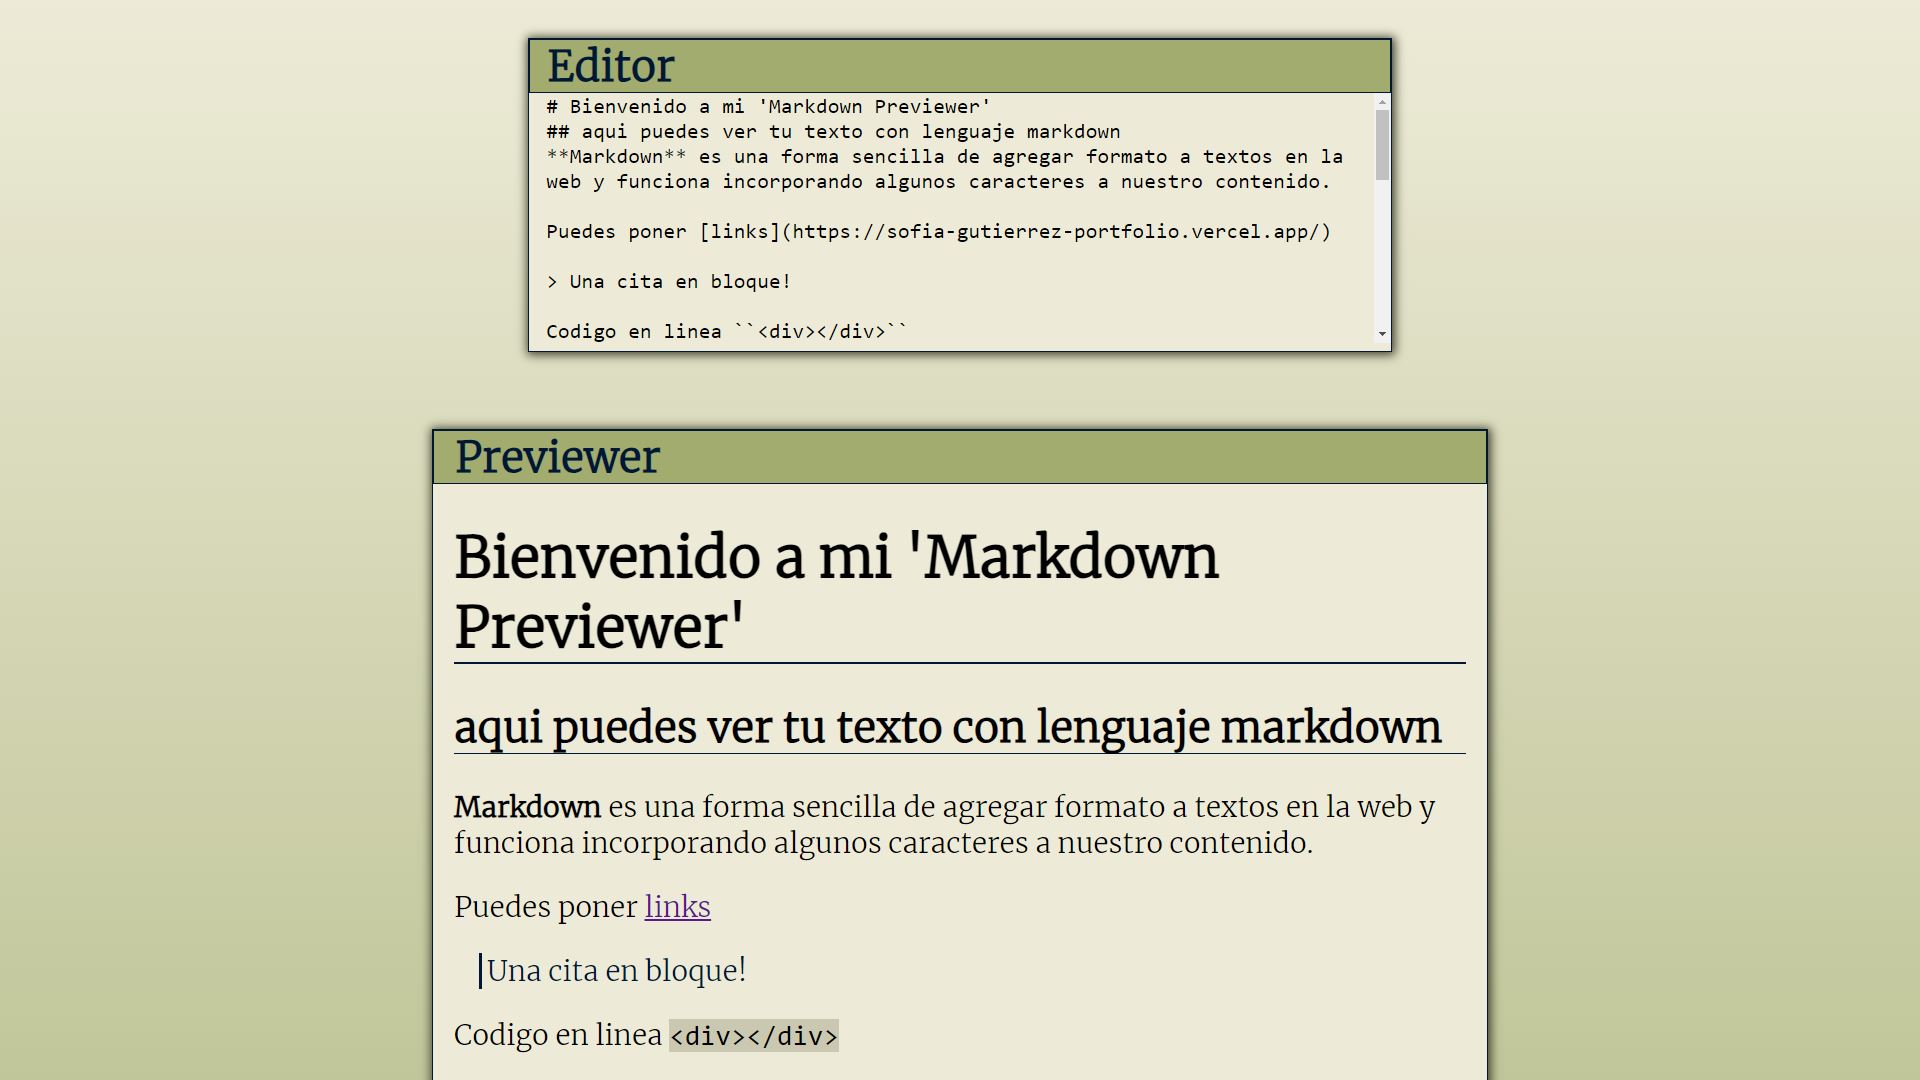 Editor
# Bienvenido a mi 'Markdown Previewer'
## aqui puedes ver tu texto con lenguaje markdown
**Markdown** es una forma sencilla de agregar formato a textos en la
web y funciona incorporando algunos caracteres a nuestro contenido.
Puedes poner [links](https://sofia-gutierrez-portfolio.vercel.app/)
> Una cita en bloque!
Codigo en linea ``<div></div>``
Previewer
Bienvenido a mi 'Markdown
Previewer'
aqui puedes ver tu texto con lenguaje markdown
Markdown es una forma sencilla de agregar formato a textos en la web y
funciona incorporando algunos caracteres a nuestro contenido.
Puedes poner links
Una cita en bloque!
Codigo en linea <div></div>